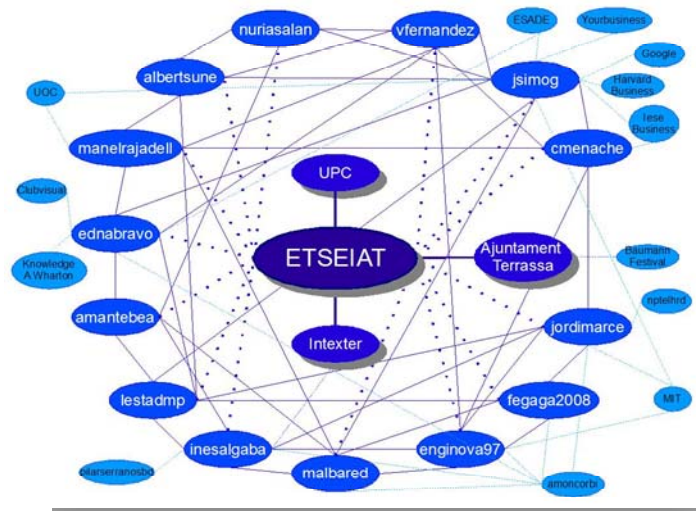 nuriasalan
vfernandez
ESADE
Yourbusiness
Google
albertsune
jsimog
Harvard
Business
UOC
Iese
Business
manelrajadell
cmenache
UPC
Clubvisual
ednabravo
ETSEIAT
Ajuntament
Terrassa
Baumann
Festival
Knowledge
A Wharton
nptelhrd
amantebea
Intexter
jordimarce
lestadmp
fegaga2008
MIT
inesalgaba
enginova97
pilarserranosbd
malbared
amoncorbi